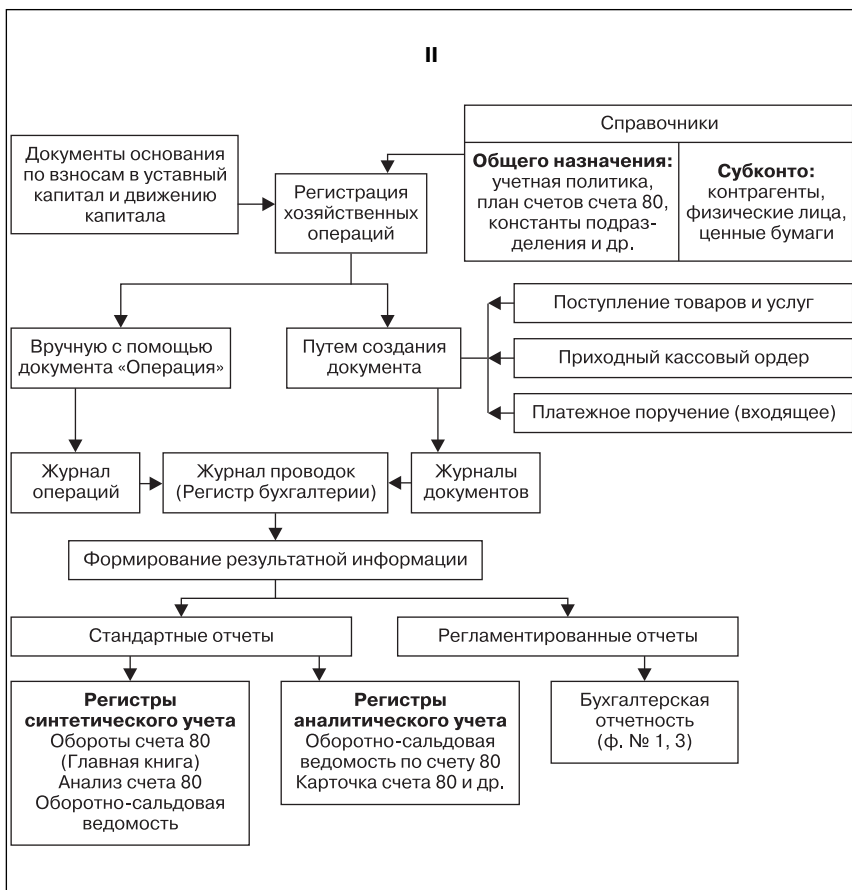 II
Документы основания
по взносам в уставный
капитал и движению
капитала
Регистрация
хозяйственных
операций
Справочники
Общего назначения:
учетная политика,
план счетов счета 80,
константы подраз-
деления и др.
Субконто:
контрагенты,
физические лица,
ценные бумаги
Вручную с помощью
документа «Операция»
Путем создания
документа
Поступление товаров и услуг
Приходный кассовый ордер
Платежное поручение (входящее)
Журнал
операций
Журнал проводок
(Регистр бухгалтерии)
Журналы
документов
Формирование результатной информации
Стандартные отчеты
Регламентированные отчеты
Регистры
синтетического учета
Обороты счета 80
(Главная книга)
Анализ счета 80
Оборотно-сальдовая
ведомость
Регистры
аналитического учета
Оборотно-сальдовая
ведомость по счету 80
Карточка счета 80 и др.
Бухгалтерская
отчетность
(ф. № 1, 3)